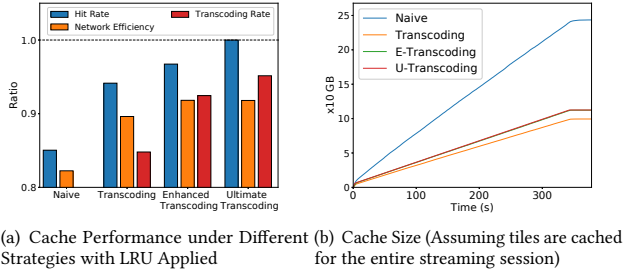 Hit Rate
Network Efficiency
Transcoding Rate
1.0
0.9
0.8
Ratio
Naive
Transcoding
Enhanced
Transcoding
Ultimate
Transcoding
(a) Cache Performance under Different
Strategies with LRU Applied
Naive
Transcoding
E-Transcoding
U-Transcoding
25
20
15
10
5
0
x10 GB
0 100 200 300
Time (s)
(b) Cache Size (Assuming tiles are cached
for the entire streaming session)